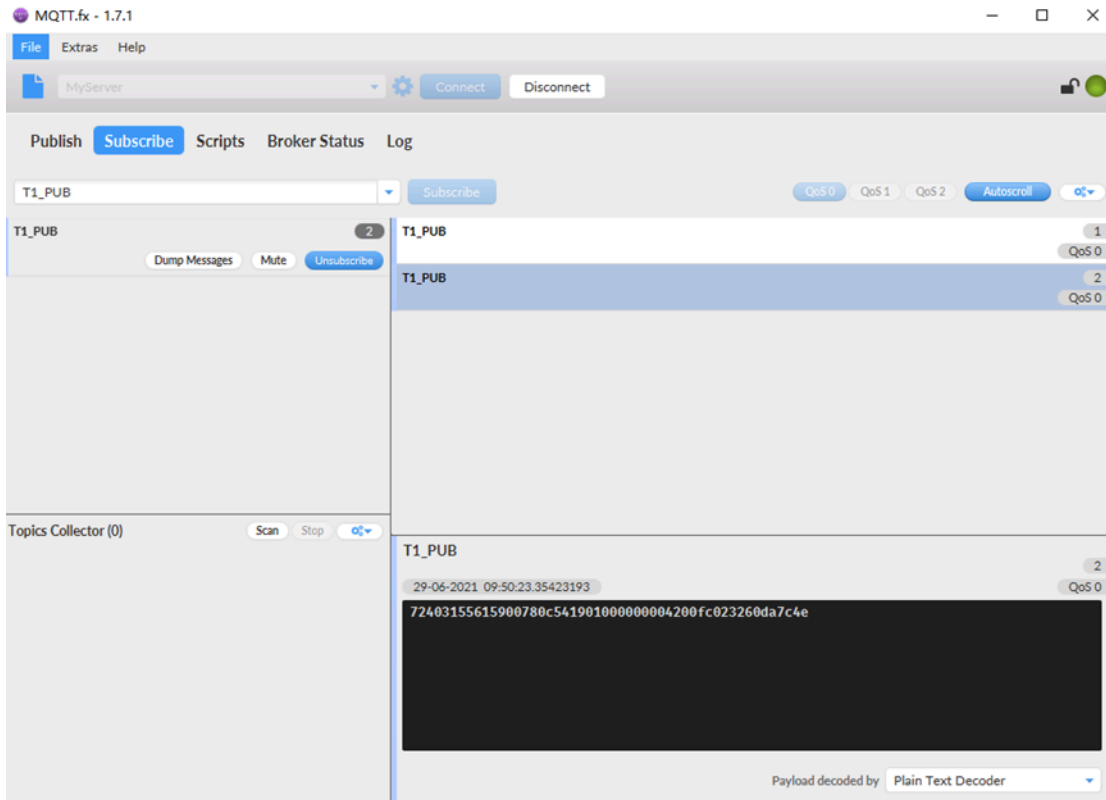 MQTT.fx - 1.7.1
File Extras Help
MyServer Connect Disconnect
Publish Subscribe Scripts Broker Status Log
T1_PUB Subscribe QoS 0 QoS 1 QoS 2 Autoscroll
T1_PUB 2
Dump Messages Mute Unsubscribe
T1_PUB 1
QoS 0
T1_PUB 2
QoS 0
Topics Collector (0) Scan Stop
T1_PUB
2
29-06-2021 09:50:23.35423193 QoS 0
72403155615900780c541901000000004200fc023260da7c4e
Payload decoded by Plain Text Decoder